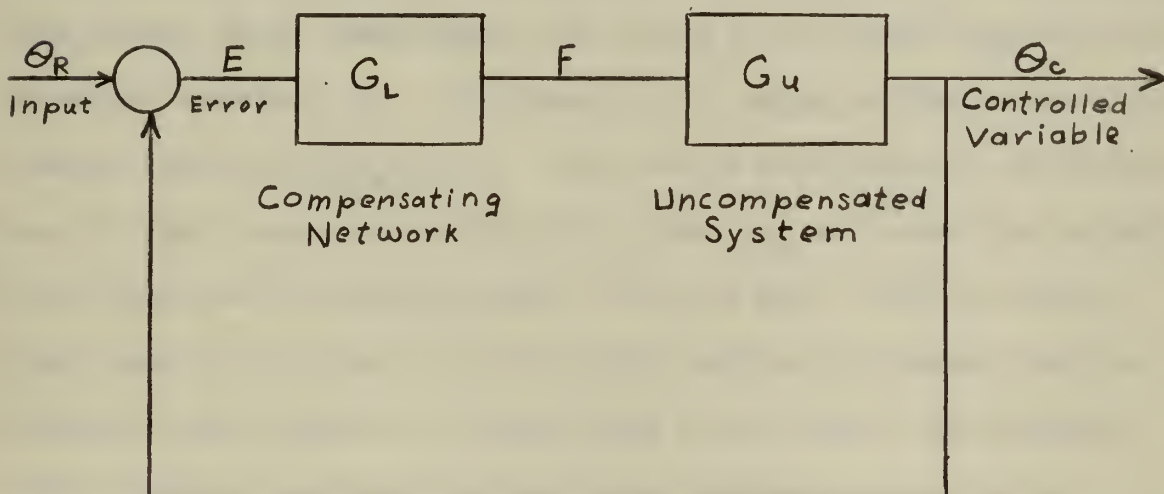 ΘR
Input
E
Error
GL
F
Gu
Θc
Controlled
Variable
Compensating
Network
Uncompensated
System